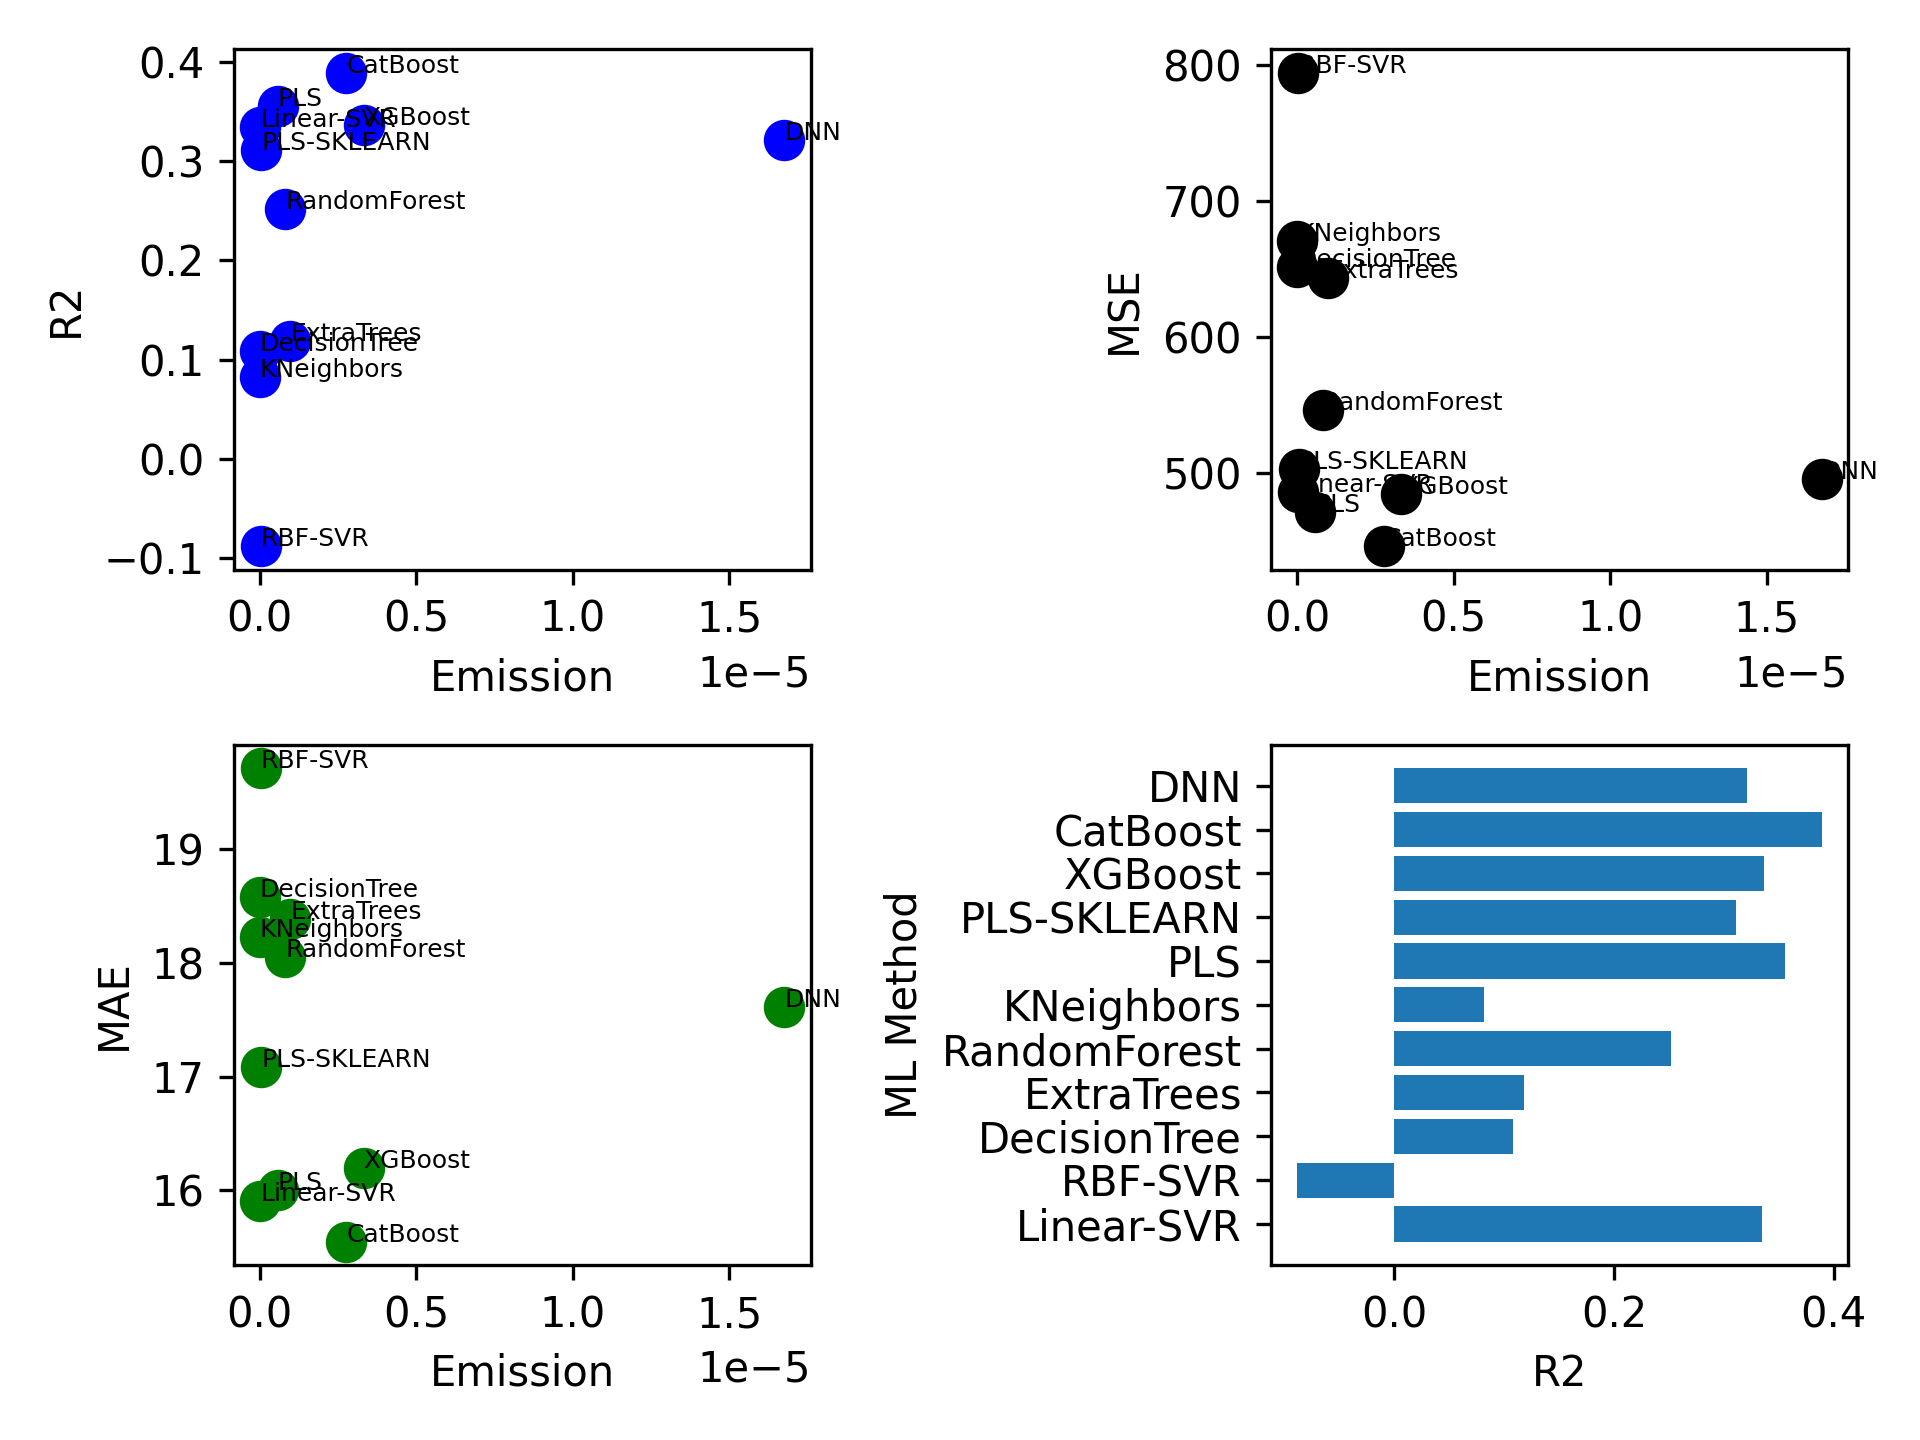 0.4
0.3
0.2
0.1
0.0
−0.1
R2
CatBoost
PLS
Linear-SVR
XGBoost
PLS-SKLEARN
DNN
RandomForest
ExtraTrees
DecisionTree
KNeighbors
RBF-SVR
0.0 0.5 1.0 1.5
1e−5
Emission
800
700
600
500
MSE
RBF-SVR
KNeighbors
DecisionTree
ExtraTrees
RandomForest
PLS-SKLEARN
Linear-SVR
XGBoost
DNN
PLS
CatBoost
0.0 0.5 1.0 1.5
1e−5
Emission
19
18
17
16
MAE
RBF-SVR
DecisionTree
ExtraTrees
KNeighbors
RandomForest
DNN
PLS-SKLEARN
XGBoost
PLS
Linear-SVR
CatBoost
0.0 0.5 1.0 1.5
1e−5
Emission
ML Method
DNN
CatBoost
XGBoost
PLS-SKLEARN
PLS
KNeighbors
RandomForest
ExtraTrees
DecisionTree
RBF-SVR
Linear-SVR
0.0 0.2 0.4
R2